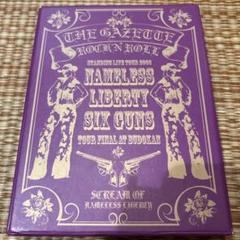 THE GAZETTE
ROCK'N ROLL
STANDING LIVE TOUR 2006
NAMELESS
LIBERTY
SIX GUNS
TOUR FINAL AT BUDOKAN
SCREAM OF
NAMELESS LIBERTY